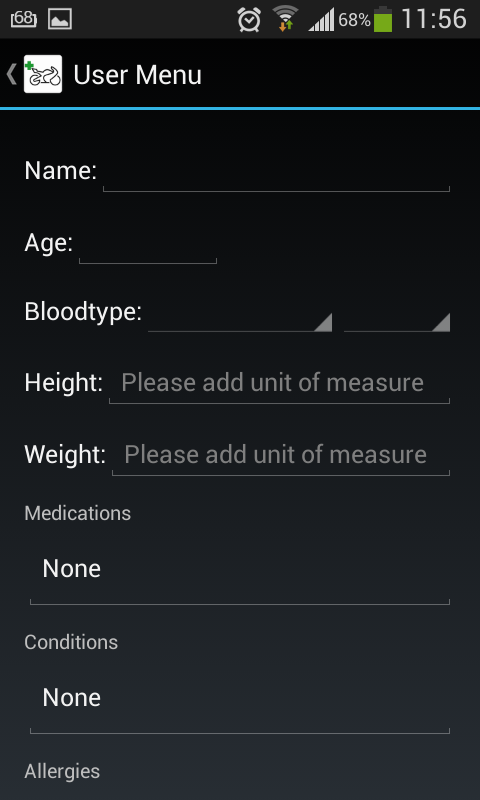 68 68% 11:56
User Menu
Name:
Age:
Bloodtype:
Height: Please add unit of measure
Weight: Please add unit of measure
Medications
None
Conditions
None
Allergies